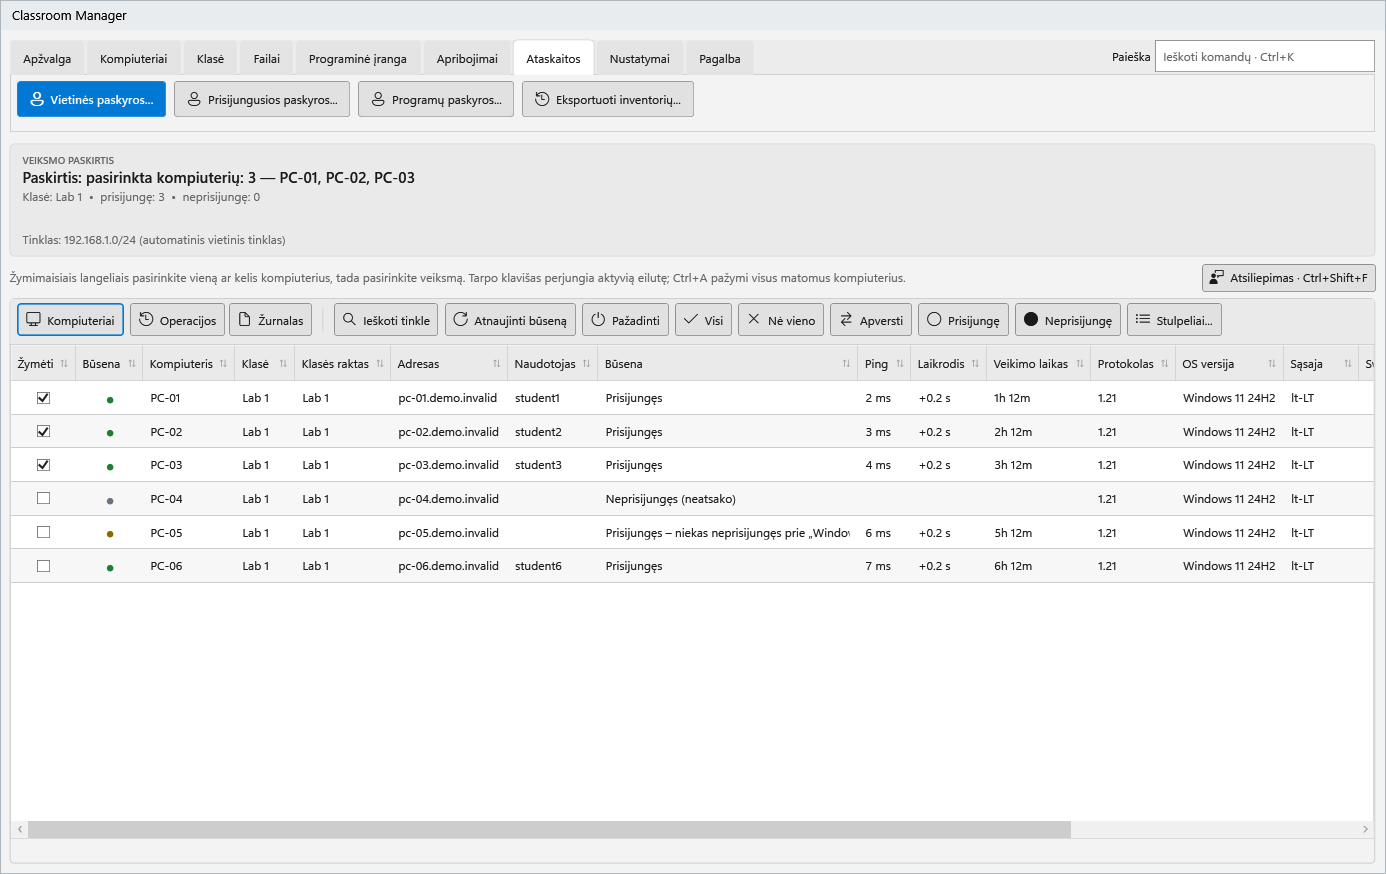 Classroom Manager
Apžvalga Kompiuteriai Klasė Failai Programinė įranga Apribojimai Ataskaitos Nustatymai Pagalba Paieška Ieškoti komandų · Ctrl+K
Vietinės paskyros... Prisijungusios paskyros... Programų paskyros... Eksportuoti inventorių...
VEIKSMO PASKIRTIS
Paskirtis: pasirinkta kompiuterių: 3 — PC-01, PC-02, PC-03
Klasė: Lab 1 • prisijungę: 3 • neprisijungę: 0
Tinklas: 192.168.1.0/24 (automatinis vietinis tinklas)
Žymimaisiais langeliais pasirinkite vieną ar kelis kompiuterius, tada pasirinkite veiksmą. Tarpo klavišas perjungia aktyvią eilutę; Ctrl+A pažymi visus matomus kompiuterius. Atsiliepimas · Ctrl+Shift+F
Kompiuteriai Operacijos Žurnalas Ieškoti tinkle Atnaujinti būseną Pažadinti Visi Nė vieno Apversti Prisijungę Neprisijungę Stulpeliai...
Žymėti Būsena Kompiuteris Klasė Klasės raktas Adresas Naudotojas Būsena Ping Laikrodis Veikimo laikas Protokolas OS versija Sąsaja
PC-01 Lab 1 Lab 1 pc-01.demo.invalid student1 Prisijungęs 2 ms +0.2 s 1h 12m 1.21 Windows 11 24H2 lt-LT
PC-02 Lab 1 Lab 1 pc-02.demo.invalid student2 Prisijungęs 3 ms +0.2 s 2h 12m 1.21 Windows 11 24H2 lt-LT
PC-03 Lab 1 Lab 1 pc-03.demo.invalid student3 Prisijungęs 4 ms +0.2 s 3h 12m 1.21 Windows 11 24H2 lt-LT
PC-04 Lab 1 Lab 1 pc-04.demo.invalid Neprisijungęs (neatsako) 1.21 Windows 11 24H2 lt-LT
PC-05 Lab 1 Lab 1 pc-05.demo.invalid Prisijungęs – niekas neprisijungęs prie 6 ms +0.2 s 5h 12m 1.21 Windows 11 24H2 lt-LT
PC-06 Lab 1 Lab 1 pc-06.demo.invalid student6 Prisijungęs 7 ms +0.2 s 6h 12m 1.21 Windows 11 24H2 lt-LT